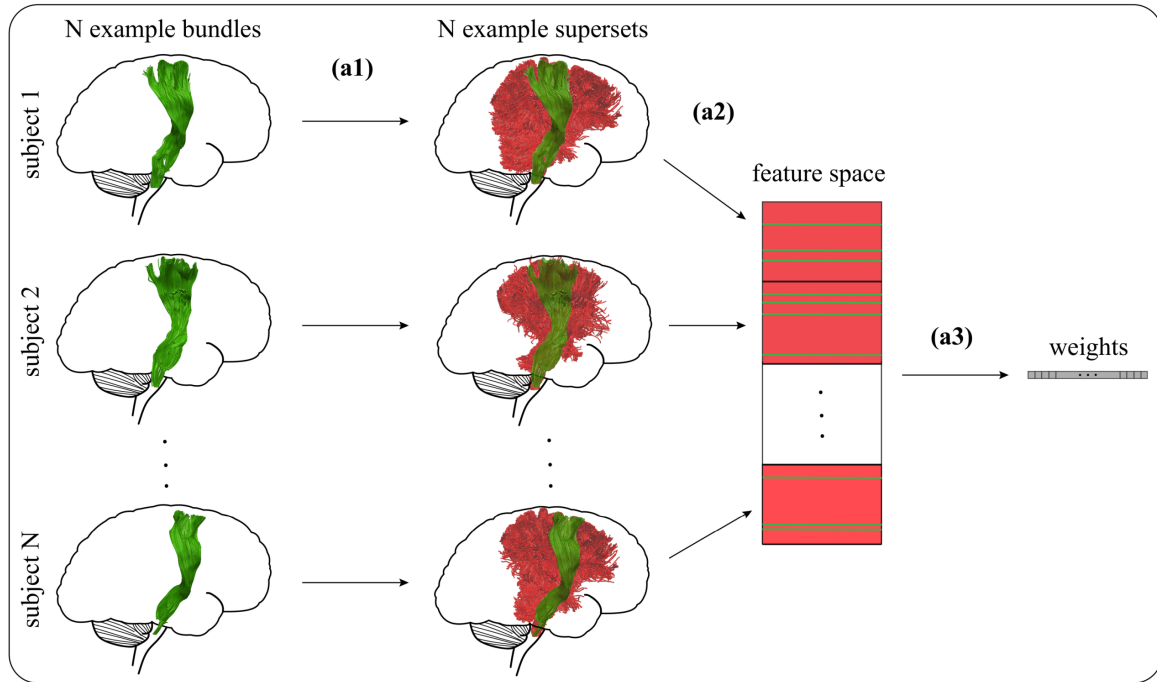 N example bundles
N example supersets
(a1)
subject 1
(a2)
feature space
subject 2
(a3)
weights
subject N